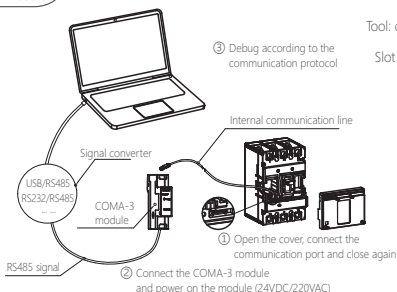 Tool: c
③ Debug according to the
communication protocol
Slot
Internal communication line
Signal converter
USB/RS485
RS232/RS485
... ...
COMA-3
module
① Open the cover, connect the
communication port and close again
RS485 signal
② Connect the COMA-3 module
and power on the module (24VDC/220VAC)